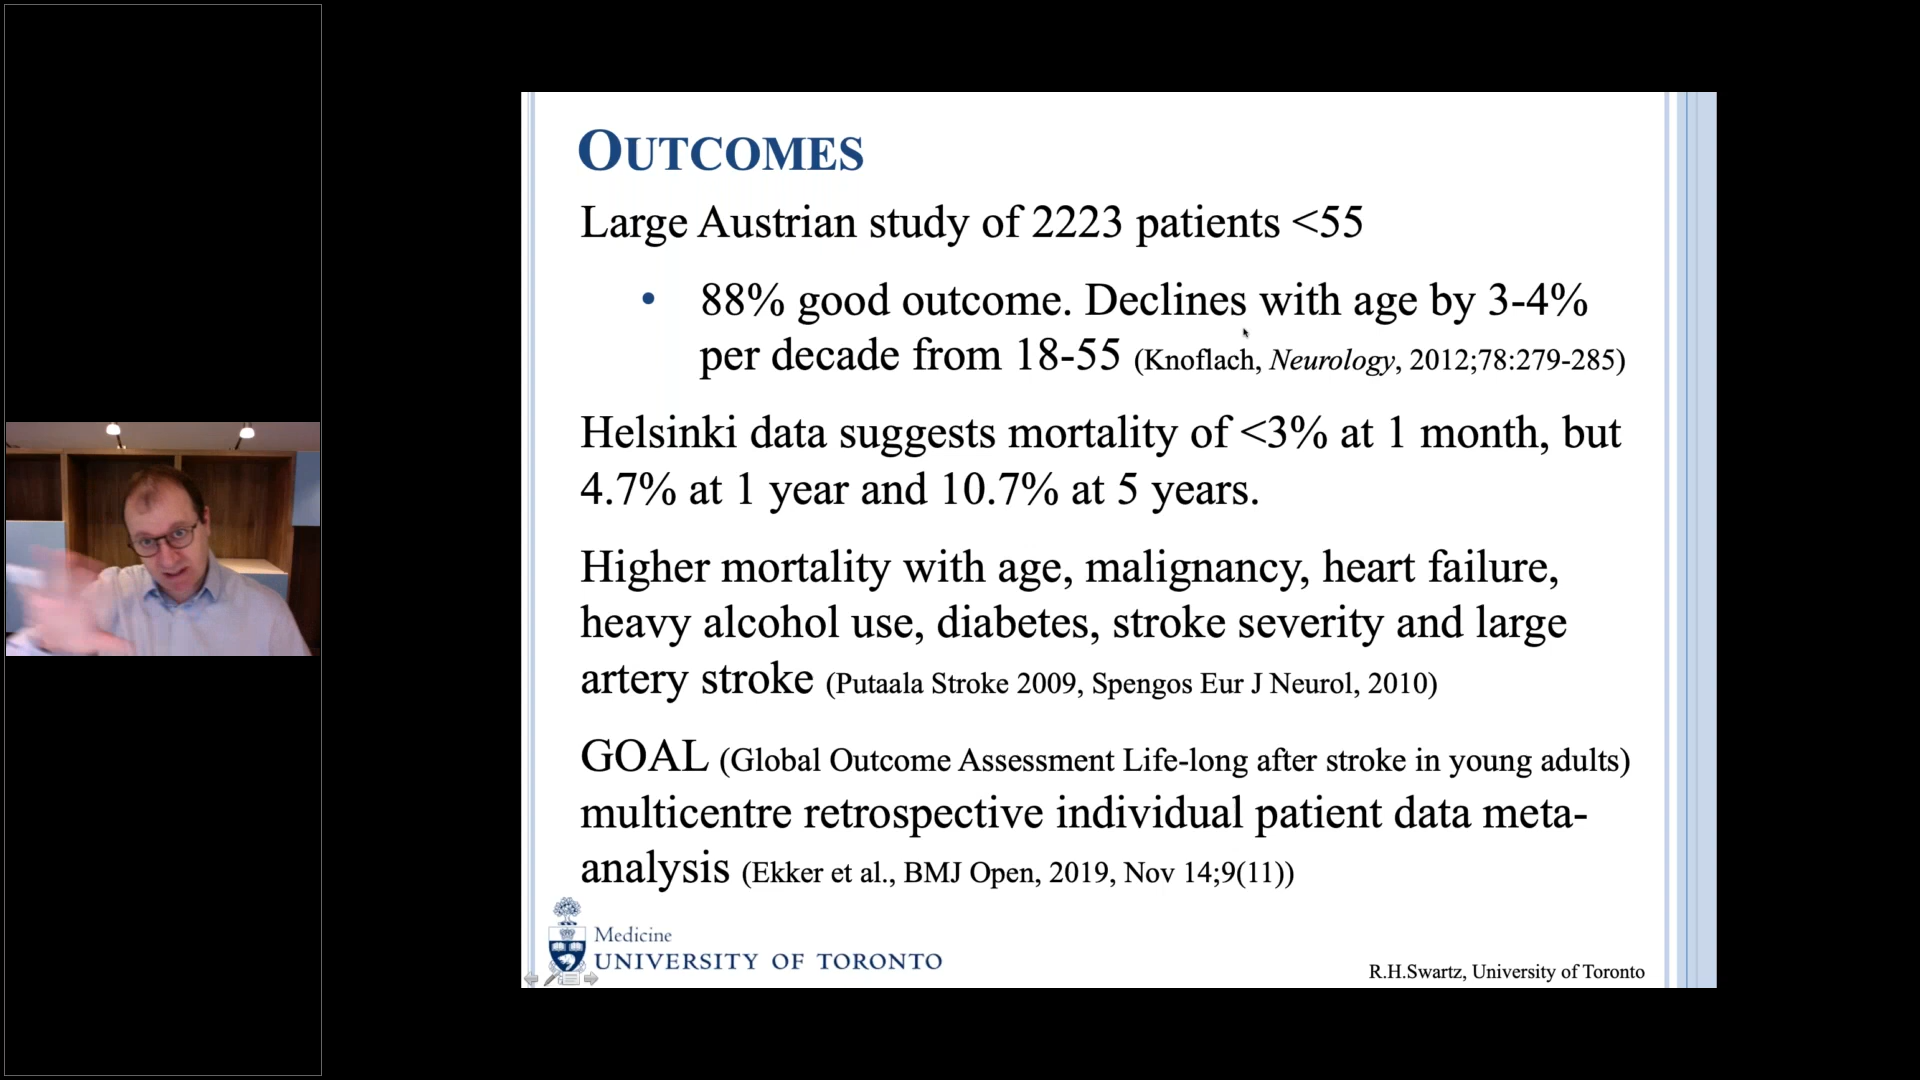 OUTCOMES
Large Austrian study of 2223 patients <55
• 88% good outcome. Declines with age by 3-4%
per decade from 18-55 (Knoflach, Neurology, 2012;78:279-285)
Helsinki data suggests mortality of <3% at 1 month, but
4.7% at 1 year and 10.7% at 5 years.
Higher mortality with age, malignancy, heart failure,
heavy alcohol use, diabetes, stroke severity and large
artery stroke (Putaala Stroke 2009, Spengos Eur J Neurol, 2010)
GOAL (Global Outcome Assessment Life-long after stroke in young adults)
multicentre retrospective individual patient data meta-
analysis (Ekker et al., BMJ Open, 2019, Nov 14;9(11))
Medicine
UNIVERSITY OF TORONTO
R.H.Swartz, University of Toronto